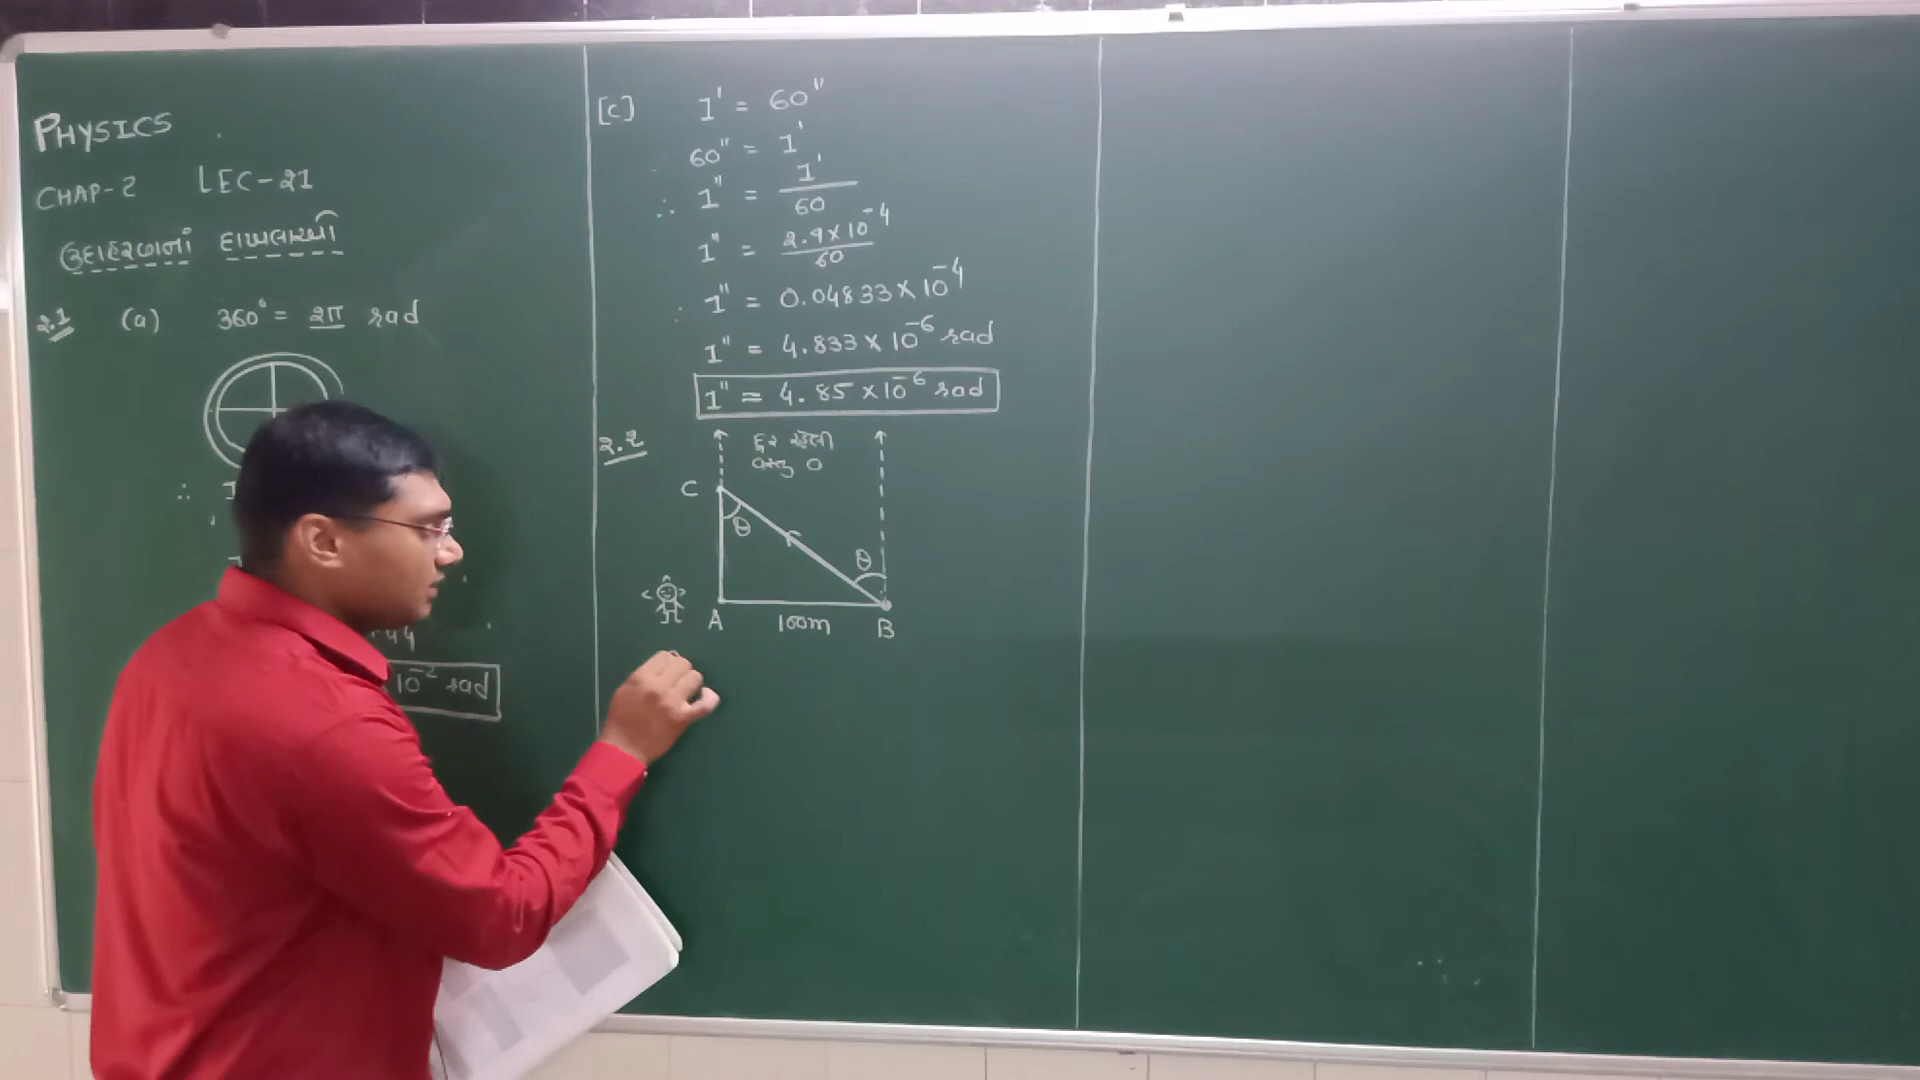 PHYSICS
CHAP-2 LEC-21
ઉદાહરણનાં દાખલાઓ
2.1 (a) 360° = 2π rad
∴ 1
44
10⁻² rad
[C] 1' = 60"
60" = 1'
∴ 1" = 1'/60
1" = 2.9 × 10⁻⁴/60
∴ 1" = 0.04833 × 10⁻⁴
1" = 4.833 × 10⁻⁶ rad
1" ≈ 4.85 × 10⁻⁶ rad
2.2
દૂર રહેલી
વસ્તુ O
C
θ
θ
A 100m B